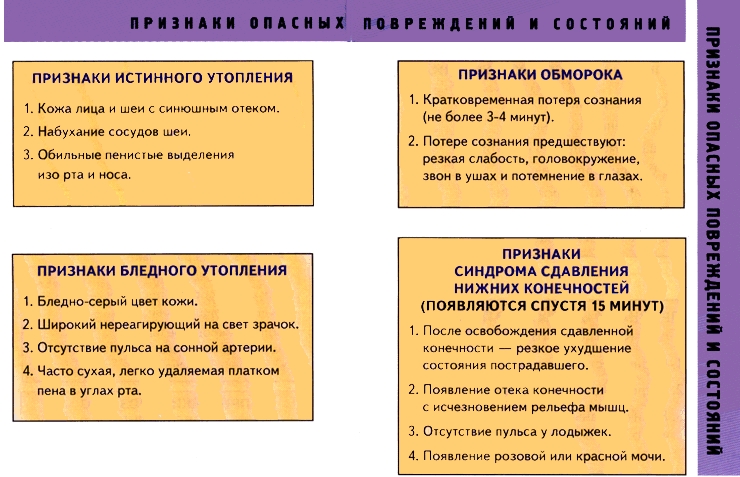 ПРИЗНАКИ ОПАСНЫХ ПОВРЕЖДЕНИЙ И СОСТОЯНИЙ
ПРИЗНАКИ ИСТИННОГО УТОПЛЕНИЯ
1. Кожа лица и шеи с синюшным отеком.
2. Набухание сосудов шеи.
3. Обильные пенистые выделения
изо рта и носа.
ПРИЗНАКИ БЛЕДНОГО УТОПЛЕНИЯ
1. Бледно-серый цвет кожи.
2. Широкий нереагирующий на свет зрачок.
3. Отсутствие пульса на сонной артерии.
4. Часто сухая, легко удаляемая платком
пена в углах рта.
ПРИЗНАКИ ОБМОРОКА
1. Кратковременная потеря сознания
(не более 3-4 минут).
2. Потере сознания предшествуют:
резкая слабость, головокружение,
звон в ушах и потемнение в глазах.
ПРИЗНАКИ
СИНДРОМА СДАВЛЕНИЯ
НИЖНИХ КОНЕЧНОСТЕЙ
(ПОЯВЛЯЮТСЯ СПУСТЯ 15 МИНУТ)
1. После освобождения сдавленной
конечности — резкое ухудшение
состояния пострадавшего.
2. Появление отека конечности
с исчезновением рельефа мышц.
3. Отсутствие пульса у лодыжек.
4. Появление розовой или красной мочи.
ПРИЗНАКИ ОПАСНЫХ ПОВРЕЖДЕНИЙ И СОСТОЯНИЙ